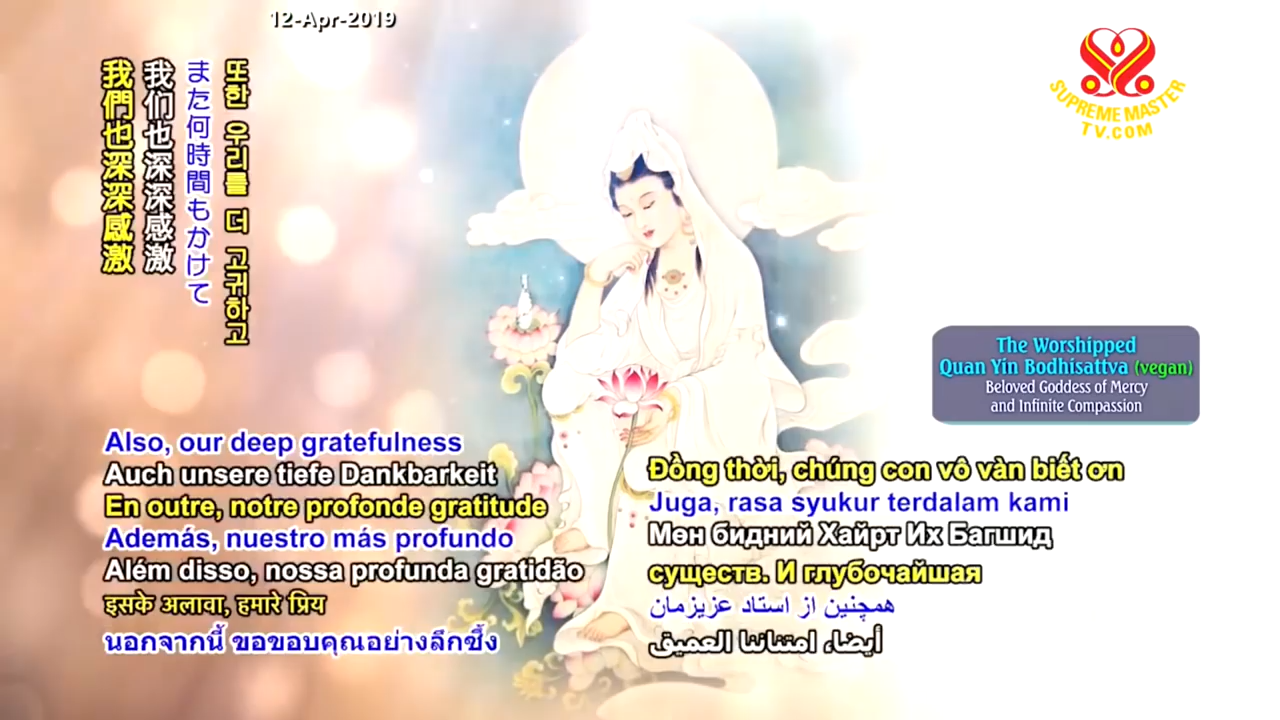 12-Apr-2019
SUPREME MASTER
TV.COM
또한 우리를 더 고귀하고
また何時間もかけて
我们也深深感激
我們也深深感激
The Worshipped
Quan Yin Bodhisattva (vegan)
Beloved Goddess of Mercy
and Infinite Compassion
Also, our deep gratefulness
Auch unsere tiefe Dankbarkeit
En outre, notre profonde gratitude
Además, nuestro más profundo
Além disso, nossa profunda gratidão
इसके अलावा, हमारे प्रिय
นอกจากนี้ ขอขอบคุณอย่างลึกซึ้ง
Đồng thời, chúng con vô vàn biết ơn
Juga, rasa syukur terdalam kami
Мөн бидний Хайрт Их Багшид
существ. И глубочайшая
همچنین از استاد عزیزمان
أيضاً، امتناننا العميق